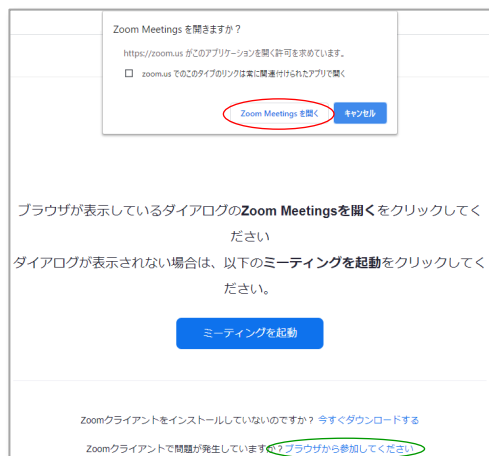 Zoom Meetings を開きますか？
https://zoom.us がこのアプリケーションを開く許可を求めています。
zoom.us でのこのタイプのリンクは常に関連付けられたアプリで開く
Zoom Meetings を開く キャンセル
ブラウザが表示しているダイアログのZoom Meetingsを開くをクリックしてく
ださい
ダイアログが表示されない場合は、以下のミーティングを起動をクリックしてく
ださい。
ミーティングを起動
Zoomクライアントをインストールしていないのですか？ 今すぐダウンロードする
Zoomクライアントで問題が発生していますか？ブラウザから参加してください